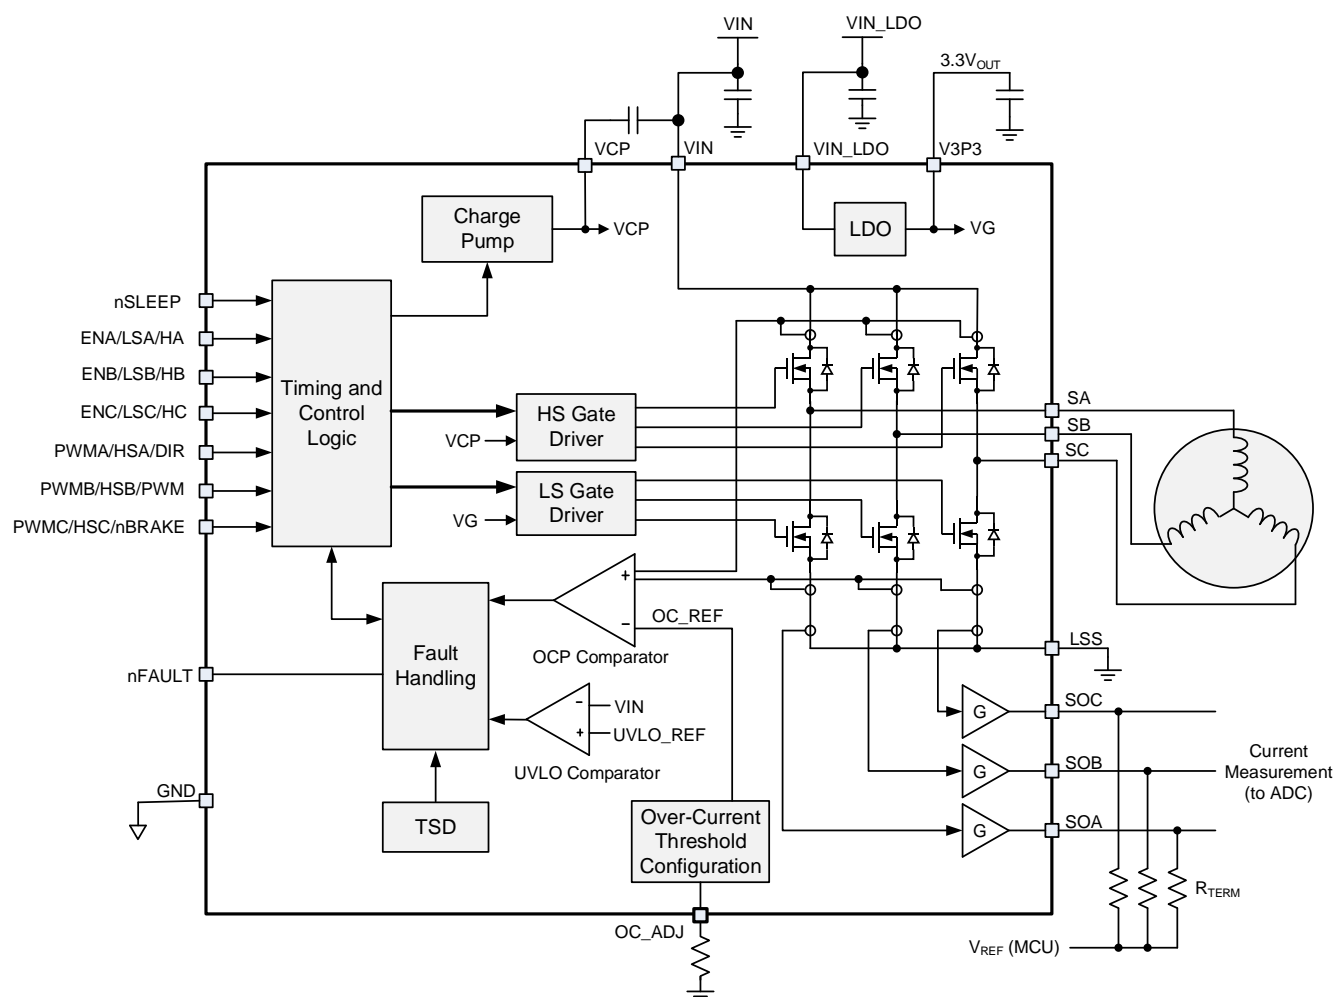 VIN
VIN_LDO
3.3VOUT
VCP
VIN
VIN_LDO
V3P3
Charge
Pump
VCP
LDO
VG
nSLEEP
ENA/LSA/HA
ENB/LSB/HB
ENC/LSC/HC
PWMA/HSA/DIR
PWMB/HSB/PWM
PWMC/HSC/nBRAKE
Timing and
Control
Logic
HS Gate
Driver
VCP
LS Gate
Driver
VG
SA
SB
SC
+
−
OC_REF
OCP Comparator
Fault
Handling
nFAULT
LSS
- VIN
+ UVLO_REF
UVLO Comparator
G
SOC
G
SOB
G
SOA
Current
Measurement
(to ADC)
GND
TSD
Over-Current
Threshold
Configuration
RTERM
OC_ADJ
VREF (MCU)